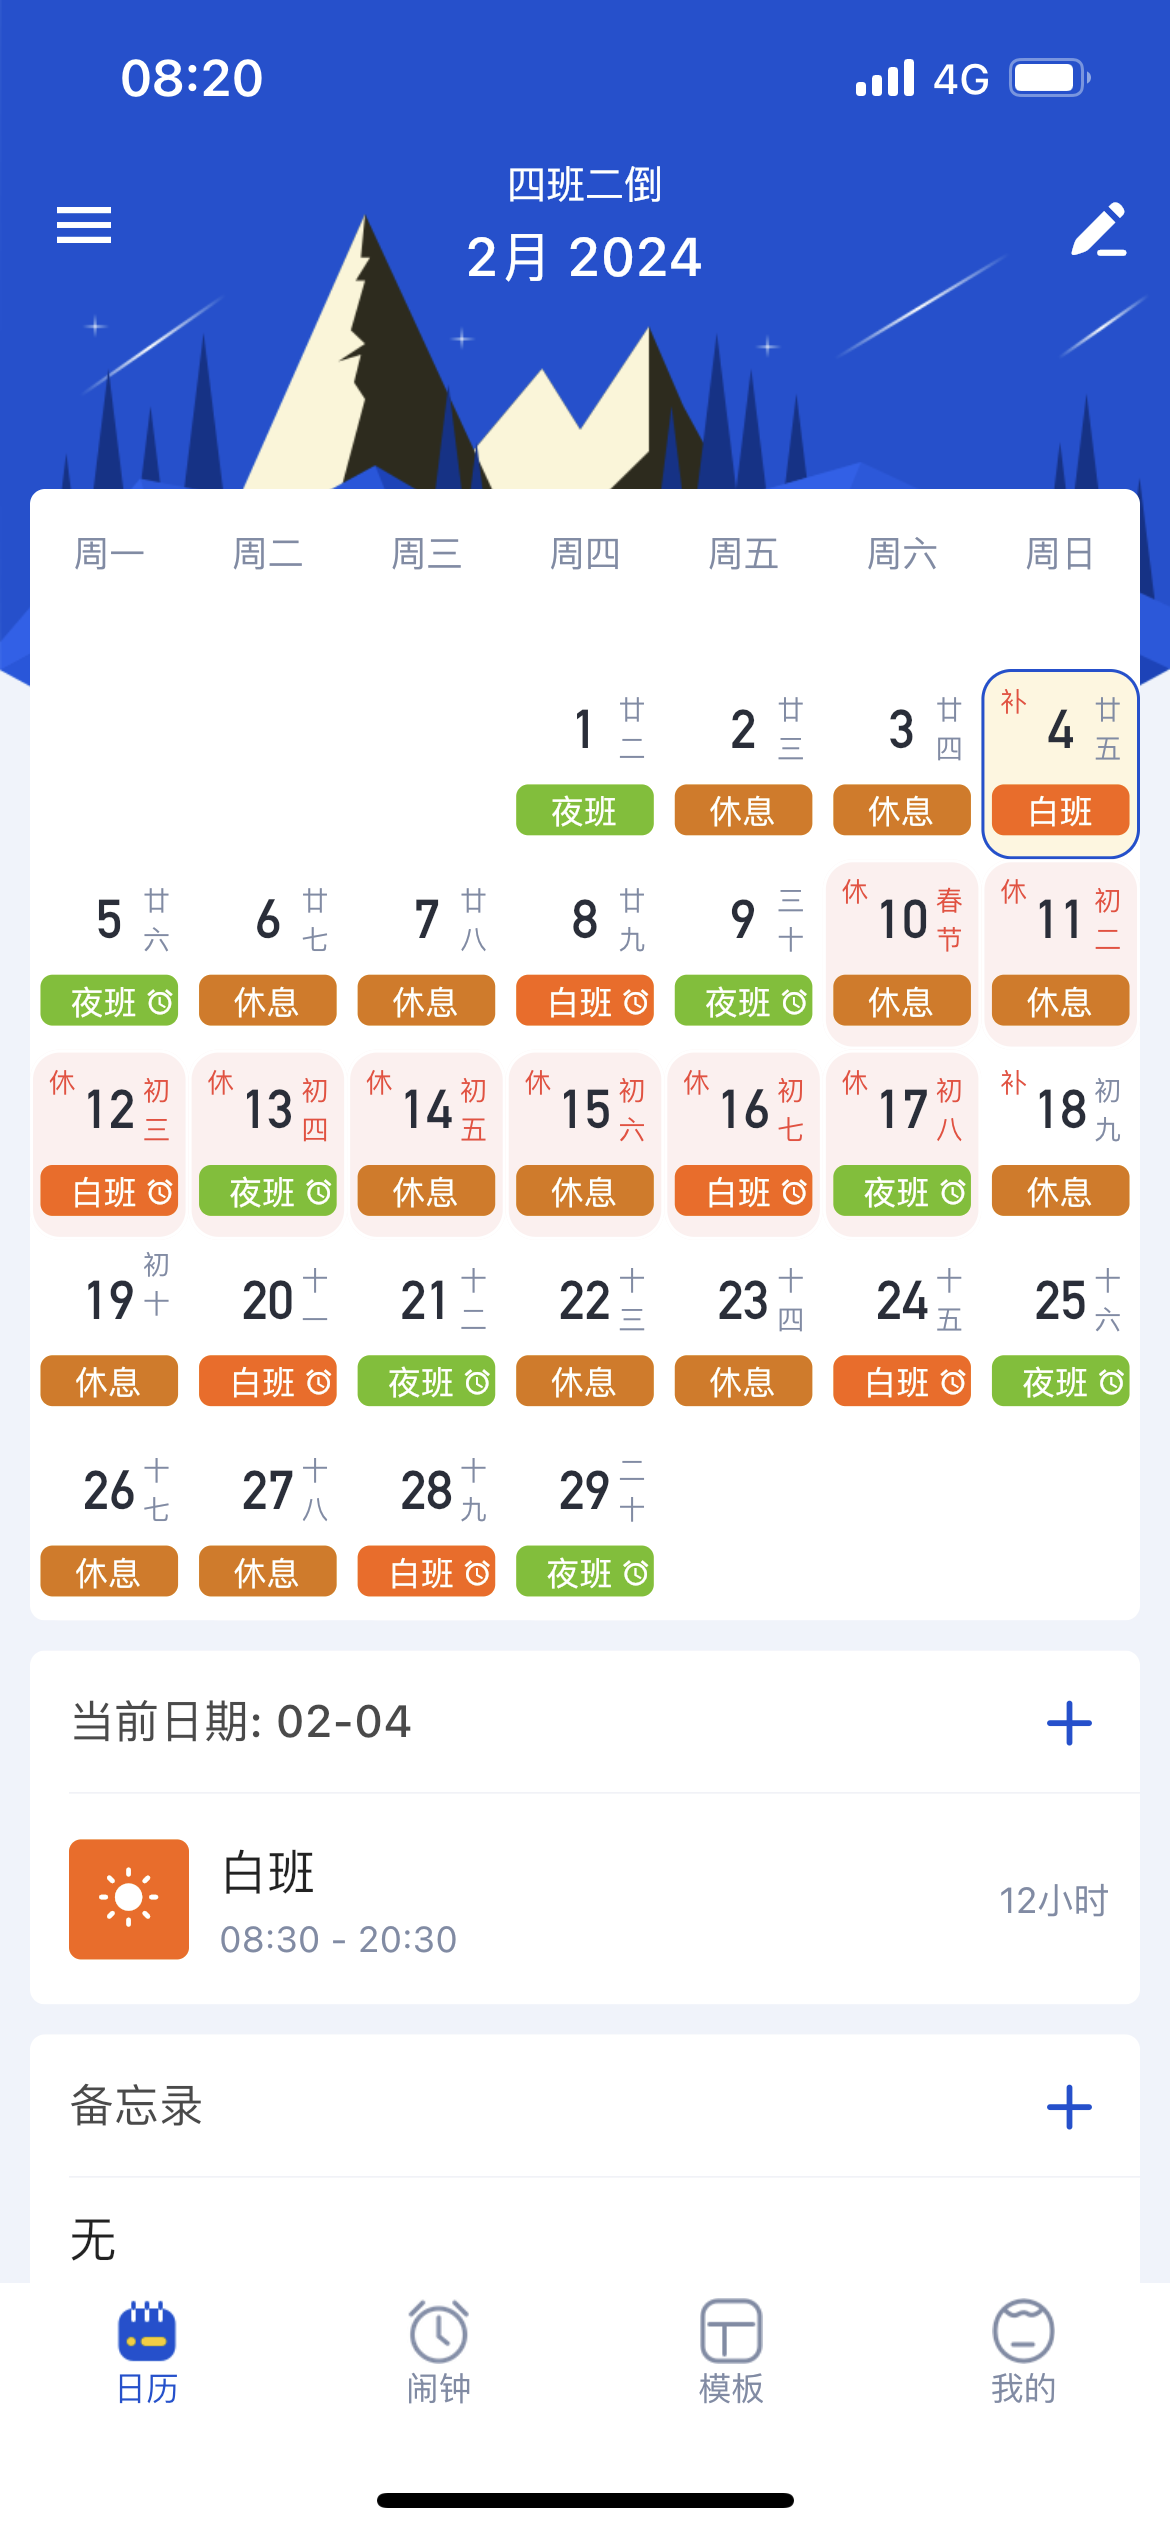 08:20 4G
四班二倒
2月 2024
周一 周二 周三 周四 周五 周六 周日
1 廿二 2 廿三 3 廿四 补 4 廿五
夜班 休息 休息 白班
5 廿六 6 廿七 7 廿八 8 廿九 9 三十 休 10 春节 休 11 初二
夜班 休息 休息 白班 夜班 休息 休息
休 12 初三 休 13 初四 休 14 初五 休 15 初六 休 16 初七 休 17 初八 补 18 初九
白班 夜班 休息 休息 白班 夜班 休息
19 初十 20 十一 21 十二 22 十三 23 十四 24 十五 25 十六
休息 白班 夜班 休息 休息 白班 夜班
26 十七 27 十八 28 十九 29 二十
休息 休息 白班 夜班
当前日期: 02-04
白班
08:30 - 20:30
12小时
备忘录
无
日历 闹钟 模板 我的